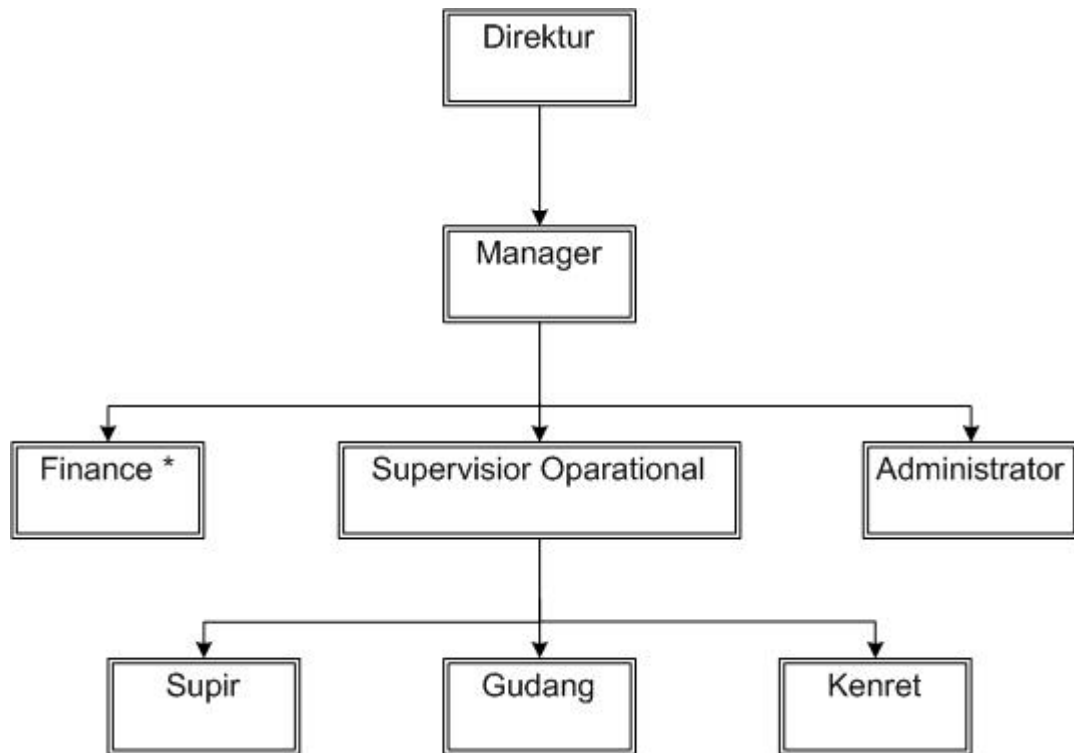 Direktur
Manager
Finance *
Supervisior Oparational
Administrator
Supir
Gudang
Kenret